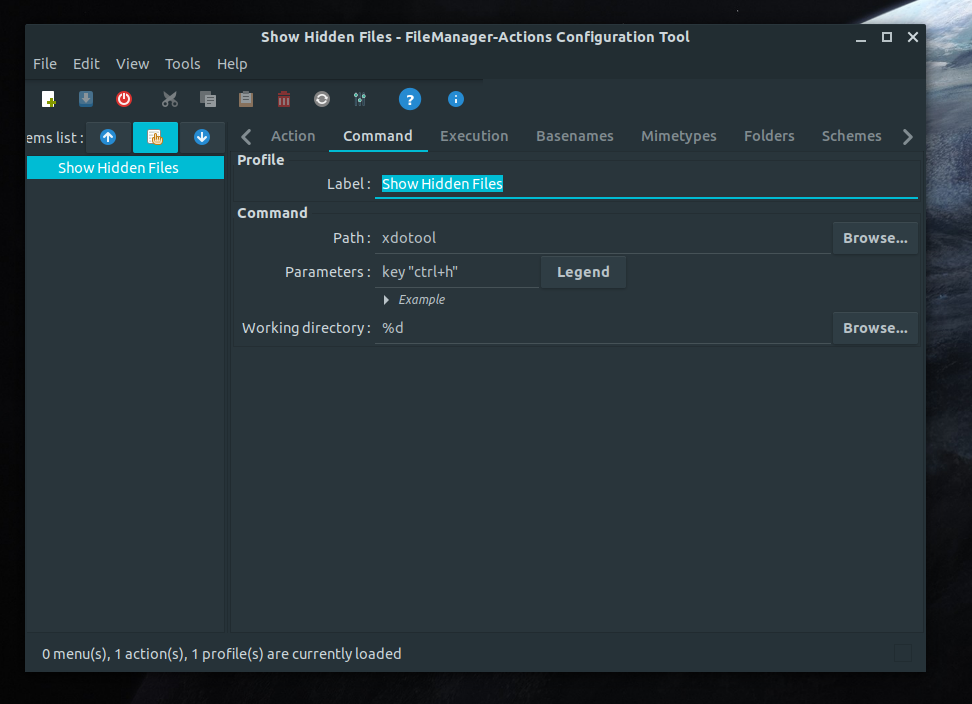 Show Hidden Files - FileManager-Actions Configuration Tool
File Edit View Tools Help
ems list :
Action Command Execution Basenames Mimetypes Folders Schemes
Show Hidden Files
Profile
Label : Show Hidden Files
Command
Path : xdotool Browse...
Parameters : key "ctrl+h" Legend
Example
Working directory : %d Browse...
0 menu(s), 1 action(s), 1 profile(s) are currently loaded